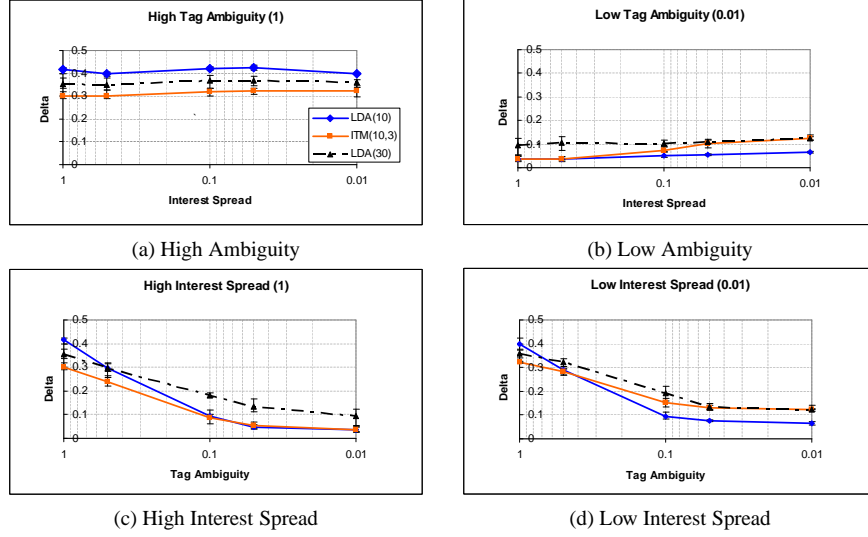 High Tag Ambiguity (1)
0.5
0.4
0.3
0.2
0.1
0
Delta
1
0.1
0.01
Interest Spread
LDA(10)
ITM(10,3)
LDA(30)
(a) High Ambiguity
Low Tag Ambiguity (0.01)
0.5
0.4
0.3
0.2
0.1
0
Delta
1
0.1
0.01
Interest Spread
(b) Low Ambiguity
High Interest Spread (1)
0.5
0.4
0.3
0.2
0.1
0
Delta
1
0.1
0.01
Tag Ambiguity
(c) High Interest Spread
Low Interest Spread (0.01)
0.5
0.4
0.3
0.2
0.1
0
Delta
1
0.1
0.01
Tag Ambiguity
(d) Low Interest Spread